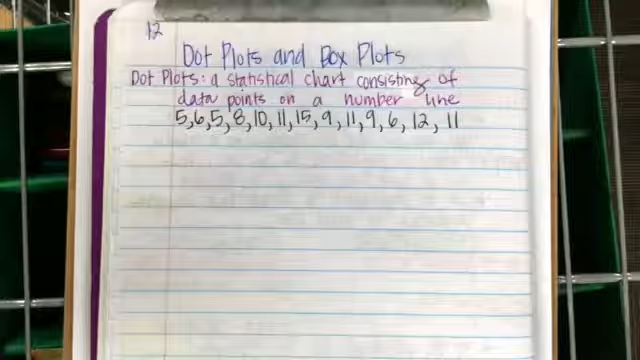 12
Dot Plots and Box Plots
Dot Plots: a statistical chart consisting of
data points on a number line
5,6,5,8,10,11,15,9,11,9,6,12,11